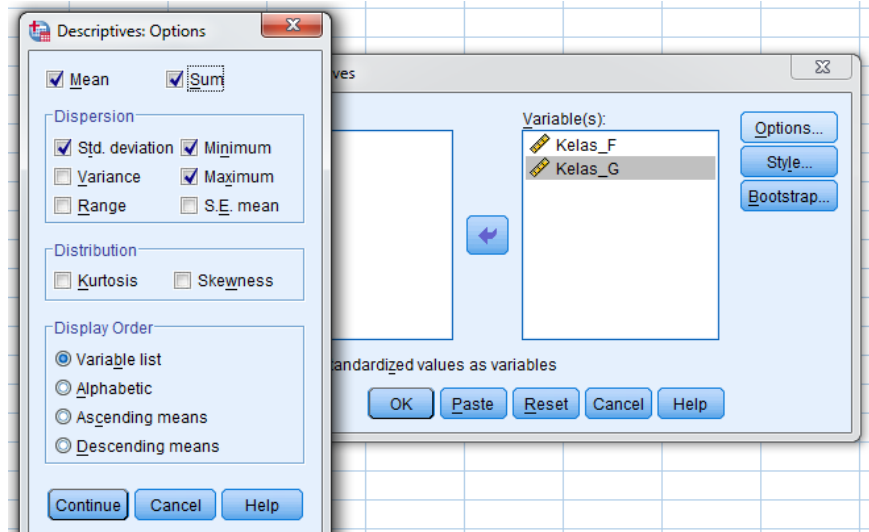 Descriptives: Options
Mean
Sum
Dispersion
Std. deviation
Minimum
Variance
Maximum
Range
S.E. mean
Distribution
Kurtosis
Skewness
Display Order
Variable list
Alphabetic
Ascending means
Descending means
Continue
Cancel
Help
ves
Variable(s):
Kelas_F
Kelas_G
Options...
Style...
Bootstrap...
tandardized values as variables
OK
Paste
Reset
Cancel
Help